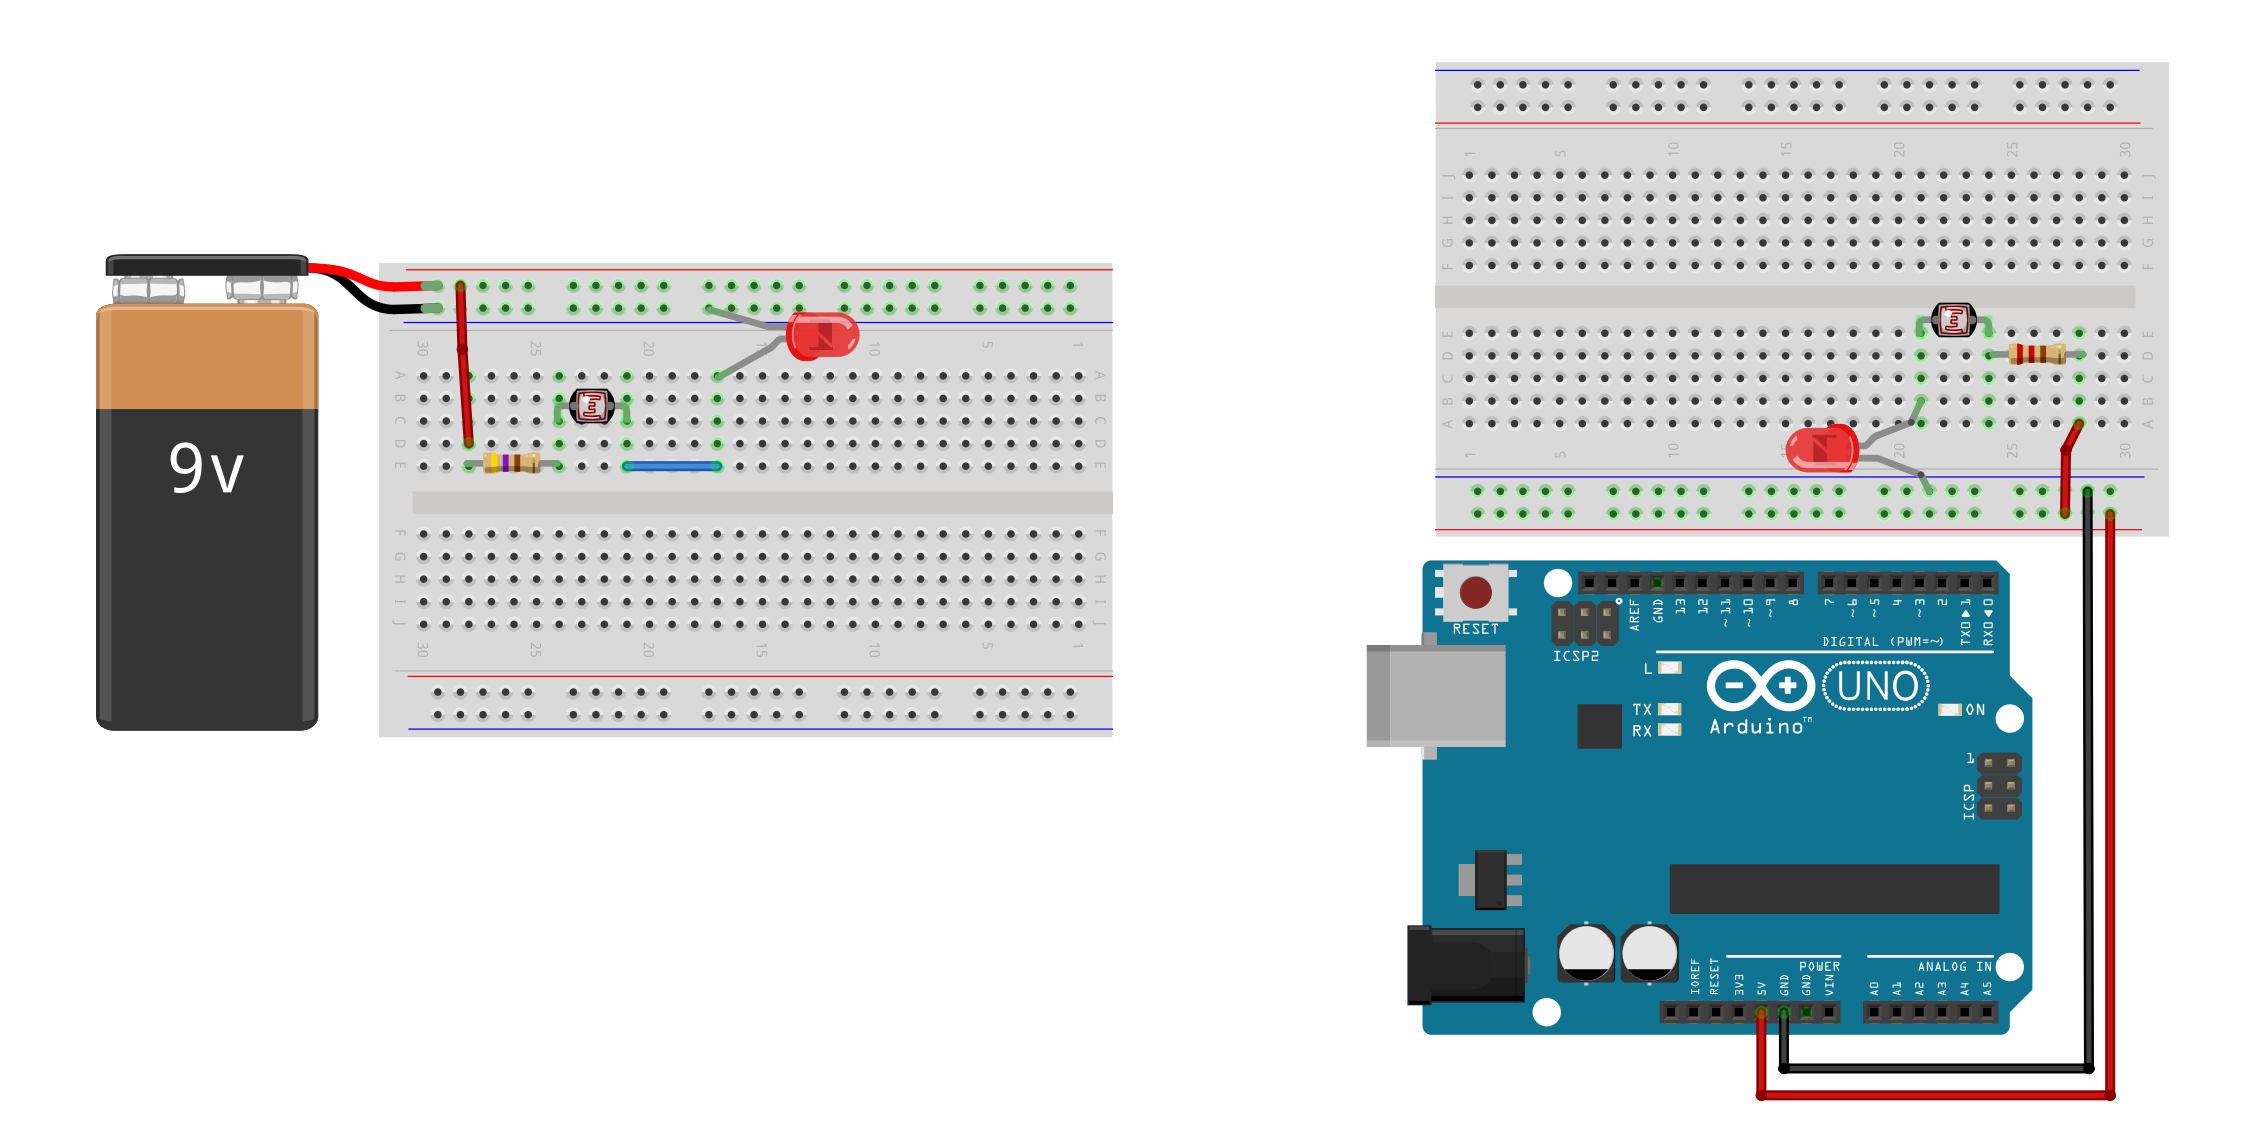 9v
30 25 20 1 10 5 1
A A
B B
C C
D D
E E
F F
G G
H H
I I
J J
30 25 20 15 10 5 1
1 5 10 15 20 25 30
J J
I I
H H
G G
F F
E E
D D
C C
B B
A A
1 5 10 15 20 25 30
RESET
ICSP2
AREF GND 13 12 ~11 ~10 ~9 8 7 ~6 ~5 4 ~3 2 TX0▶1 RX0◀0
DIGITAL (PWM=~)
L
TX
RX
UNO
Arduino™
ON
1
ICSP
POWER
ANALOG IN
IOREF RESET 3V3 5V GND GND VIN A0 A1 A2 A3 A4 A5